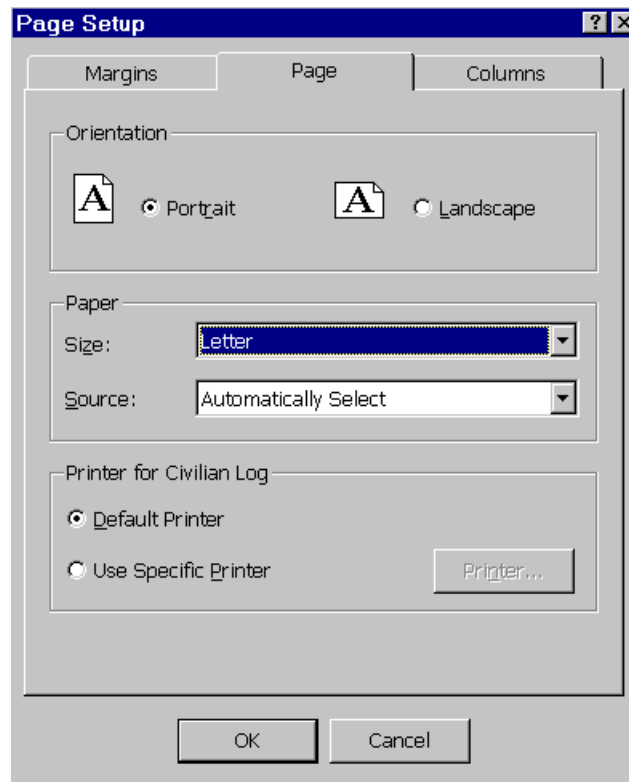 Page Setup
Margins Page Columns
Orientation
A Portrait A Landscape
Paper
Size: Letter
Source: Automatically Select
Printer for Civilian Log
Default Printer
Use Specific Printer Printer...
OK Cancel